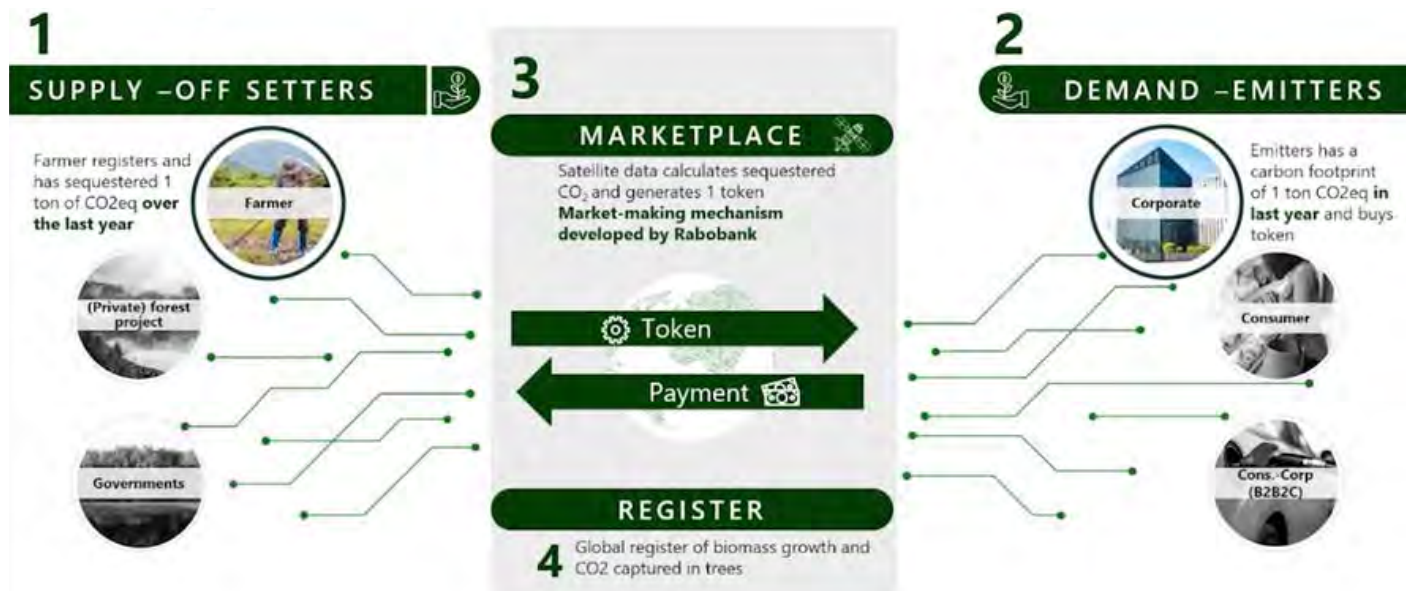 1
SUPPLY –OFF SETTERS
Farmer registers and
has sequestered 1
ton of CO2eq over
the last year
Farmer
(Private) forest
project
Governments
3
MARKETPLACE
Satellite data calculates sequestered
CO₂ and generates 1 token
Market-making mechanism
developed by Rabobank
Token
Payment
REGISTER
4
Global register of biomass growth and
CO2 captured in trees
2
DEMAND –EMITTERS
Corporate
Emitters has a
carbon footprint
of 1 ton CO2eq in
last year and buys
token
Consumer
Cons.-Corp
(B2B2C)